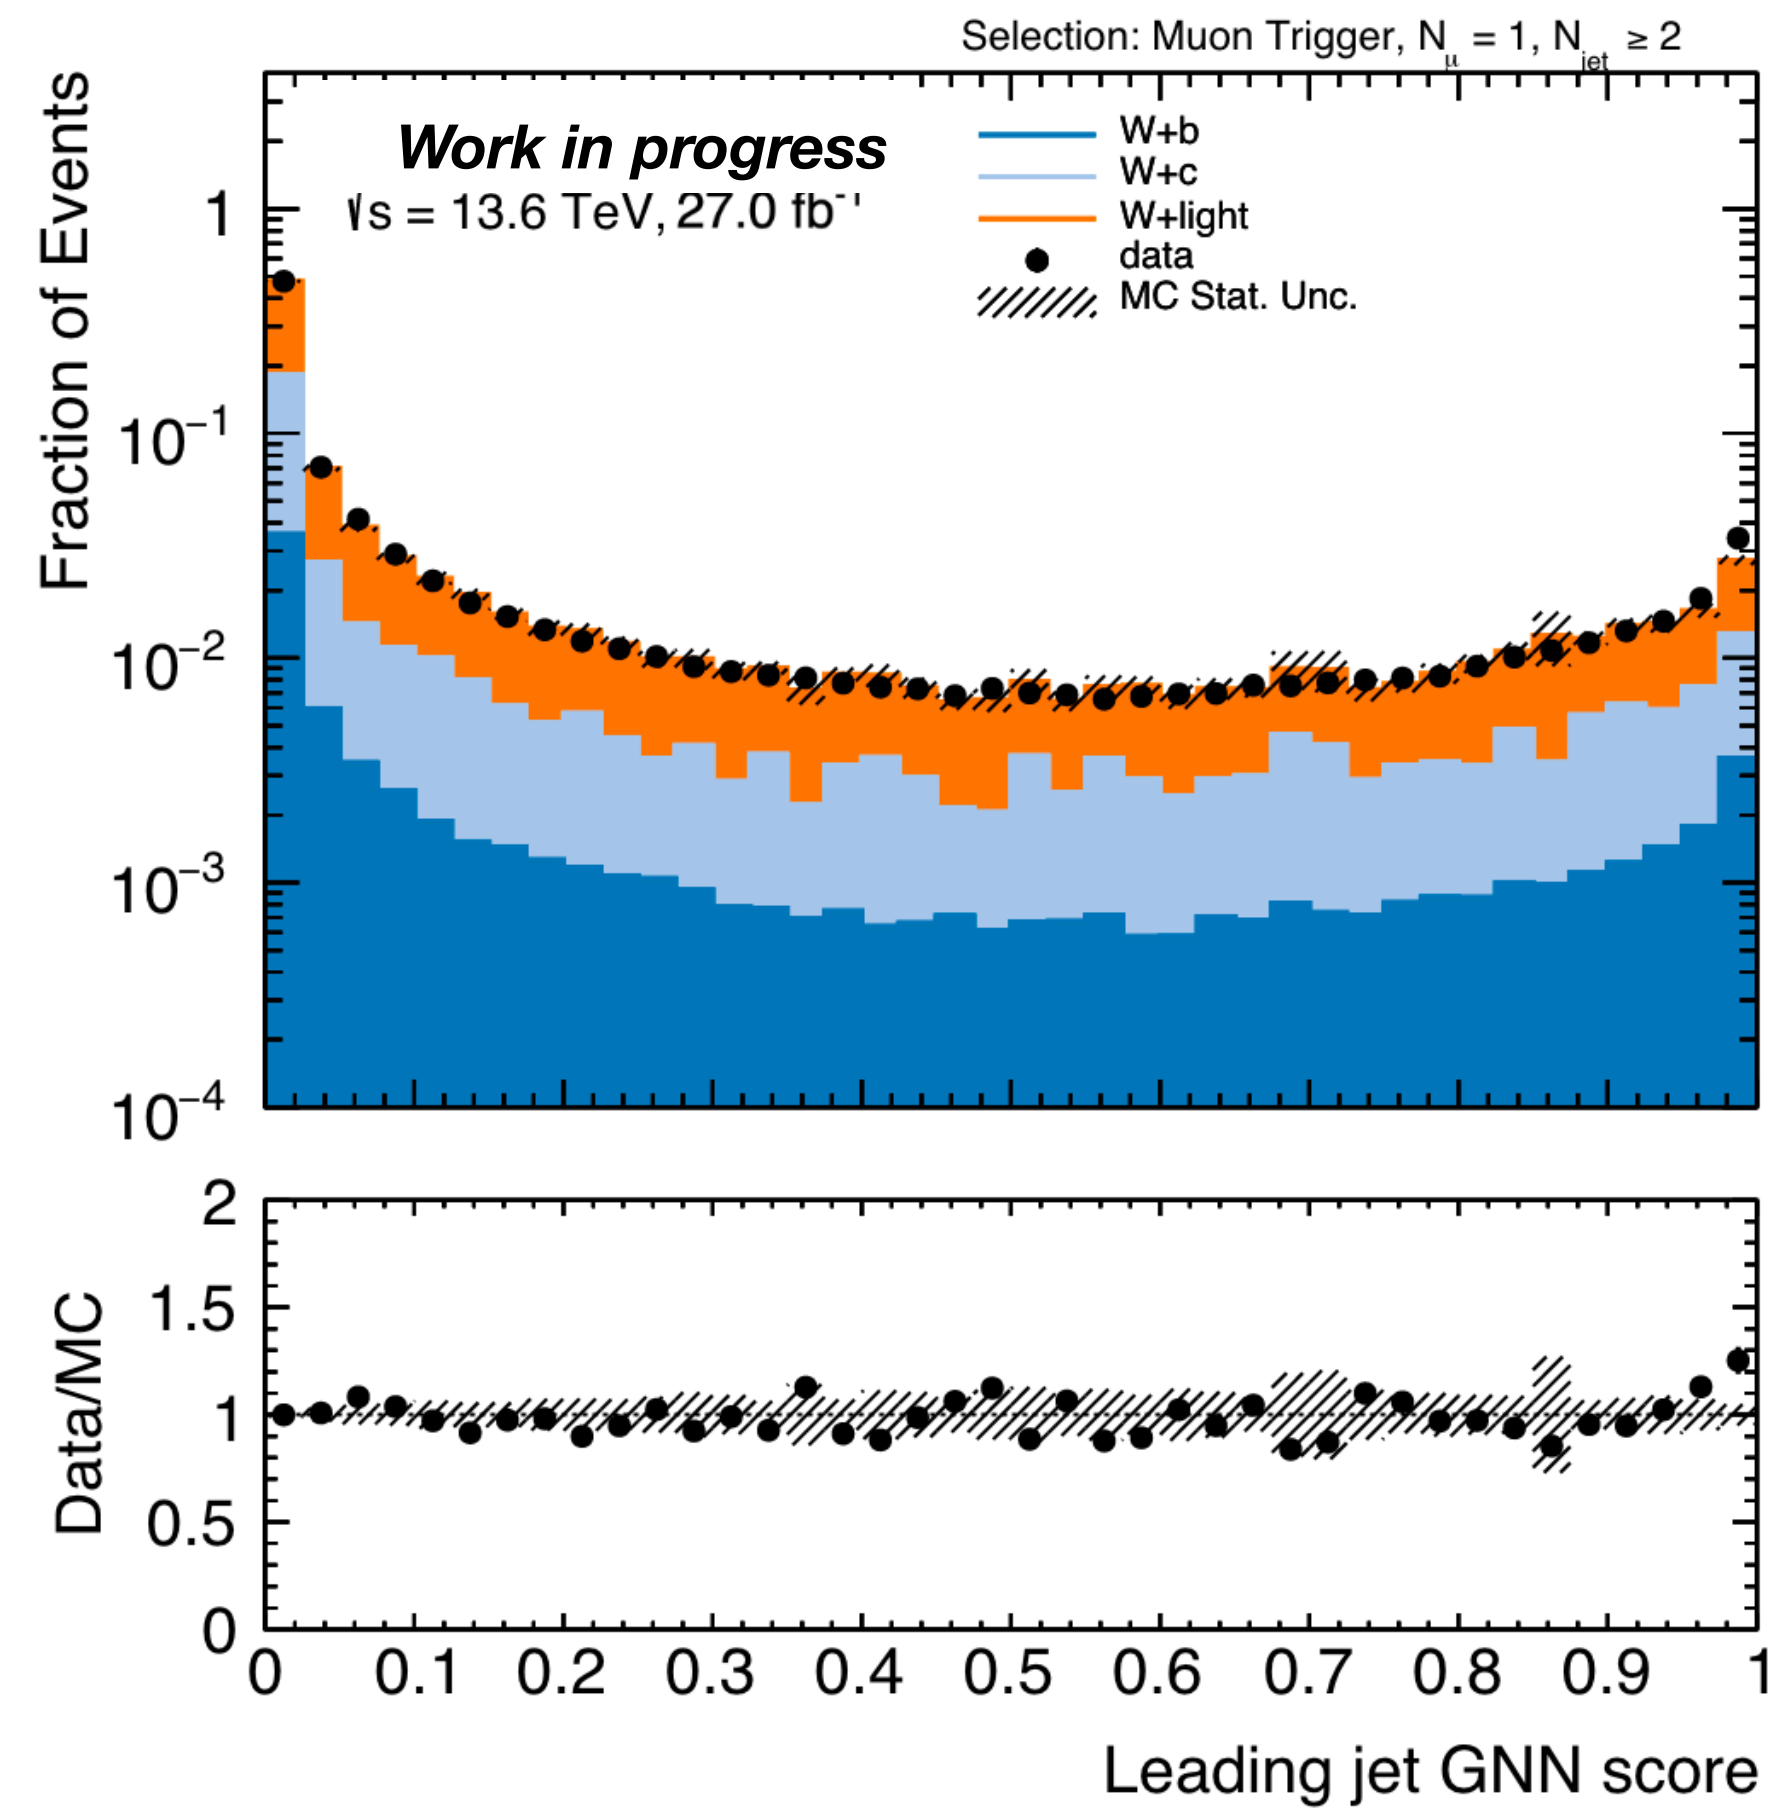 Selection: Muon Trigger, N_μ = 1, N_jet ≥ 2
Work in progress
√s = 13.6 TeV, 27.0 fb⁻¹
W+b
W+c
W+light
data
MC Stat. Unc.
Fraction of Events
1
10⁻¹
10⁻²
10⁻³
10⁻⁴
Data/MC
2
1.5
1
0.5
0
0 0.1 0.2 0.3 0.4 0.5 0.6 0.7 0.8 0.9 1
Leading jet GNN score